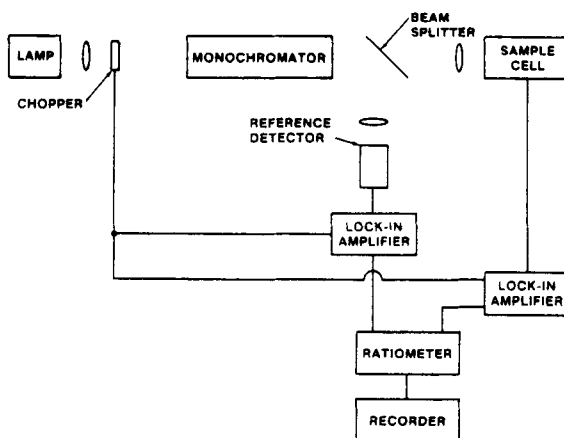 LAMP
CHOPPER
MONOCHROMATOR
BEAM
SPLITTER
SAMPLE
CELL
REFERENCE
DETECTOR
LOCK-IN
AMPLIFIER
LOCK-IN
AMPLIFIER
RATIOMETER
RECORDER